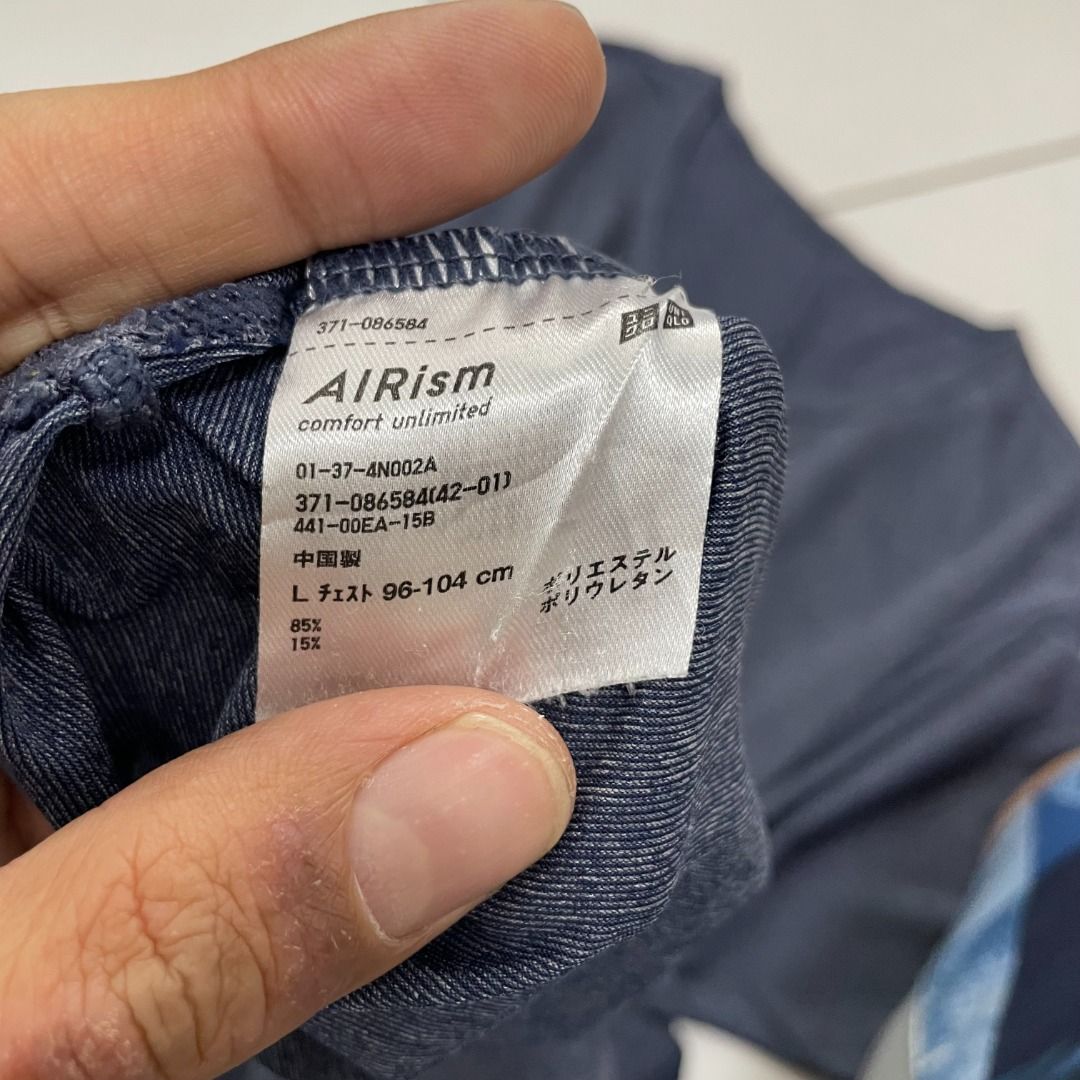 371-086584
AIRism
comfort unlimited
01-37-4N002A
371-086584(42-01)
441-00EA-15B
中国製
L チェスト 96-104 cm
ポリエステル
ポリウレタン
85%
15%